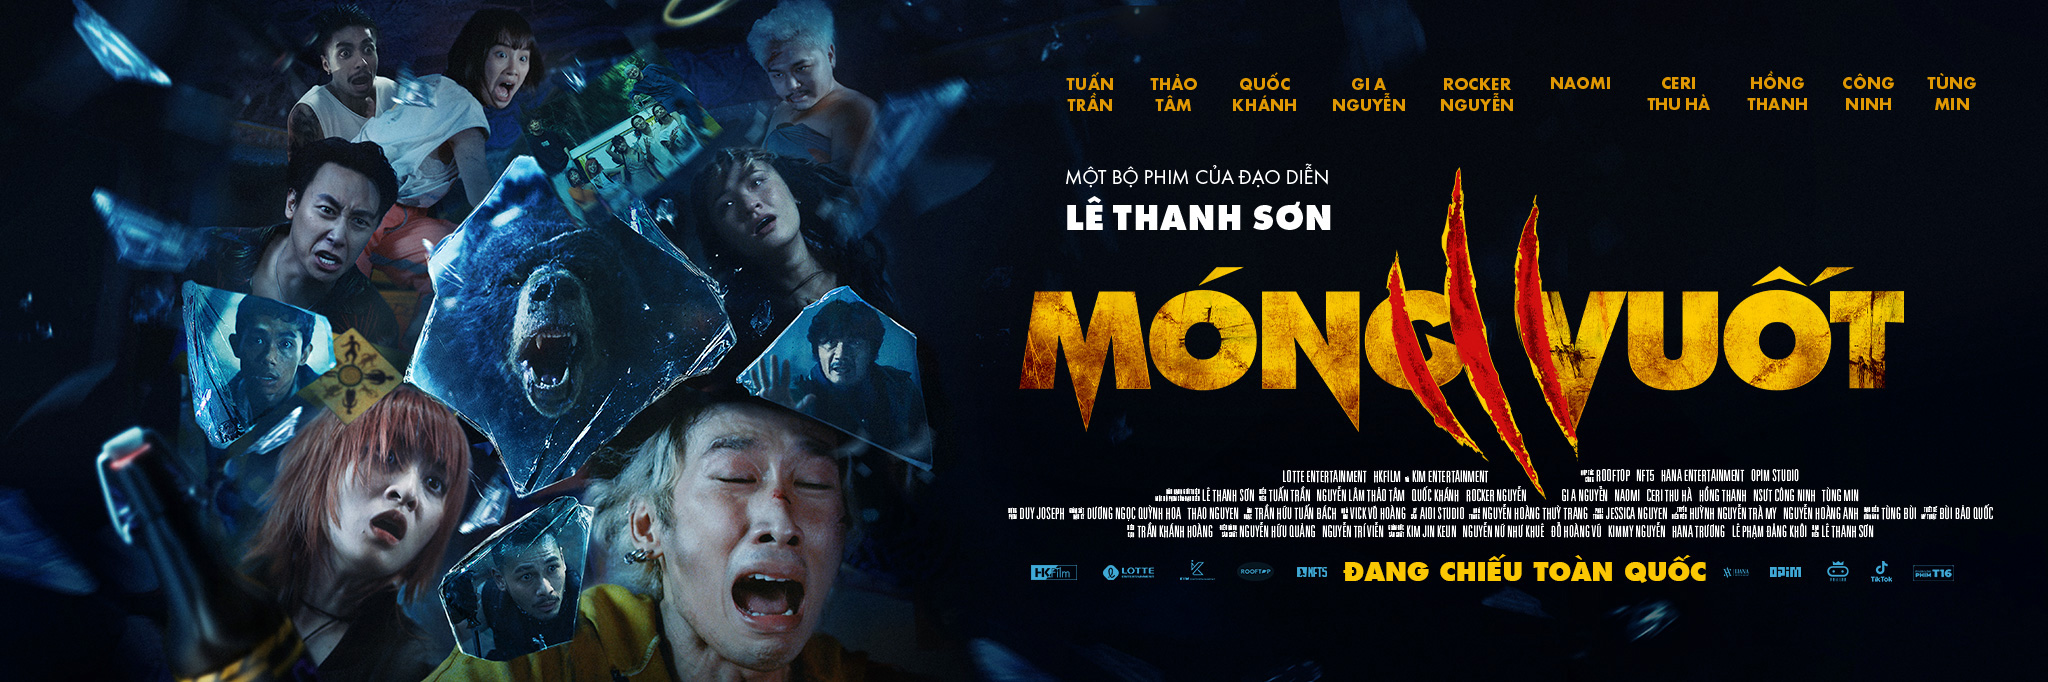 TUẤN TRẦN
THẢO TÂM
QUỐC KHÁNH
GI A NGUYỄN
ROCKER NGUYỄN
NAOMI
CERI THU HÀ
HỒNG THANH
CÔNG NINH
TÙNG MIN
MỘT BỘ PHIM CỦA ĐẠO DIỄN
LÊ THANH SƠN
MÓNG VUỐT
LOTTE ENTERTAINMENT HKFILM KIM ENTERTAINMENT ROOFTOP NFT5 HANA ENTERTAINMENT OPIM STUDIO
LÊ THANH SƠN TUẤN TRẦN NGUYỄN LÂM THẢO TÂM QUỐC KHÁNH ROCKER NGUYỄN GI A NGUYỄN NAOMI CERI THU HÀ HỒNG THANH NSƯT CÔNG NINH TÙNG MIN
DUY JOSEPH DƯƠNG NGỌC QUỲNH HOA THAO NGUYEN TRẦN HỮU TUẤN BÁCH VICK VÕ HOÀNG AIOI STUDIO NGUYỄN HOÀNG THUỲ TRANG JESSICA NGUYEN HUỲNH NGUYỄN TRÀ MY NGUYỄN HOÀNG ANH TÙNG BÙI BÙI BẢO QUỐC
TRẦN KHÁNH HOÀNG NGUYỄN HỮU QUẢNG NGUYỄN TRÍ VIỄN KIM JIN KEUN NGUYỄN NỮ NHƯ KHUÊ ĐỖ HOÀNG VŨ KIMMY NGUYỄN HANA TRƯƠNG LÊ PHẠM ĐĂNG KHÔI LÊ THANH SƠN
HKFilm
LOTTE
ROOFTOP
NFT5
ĐANG CHIẾU TOÀN QUỐC
HANA
OPIM
TikTok
PHIM T16